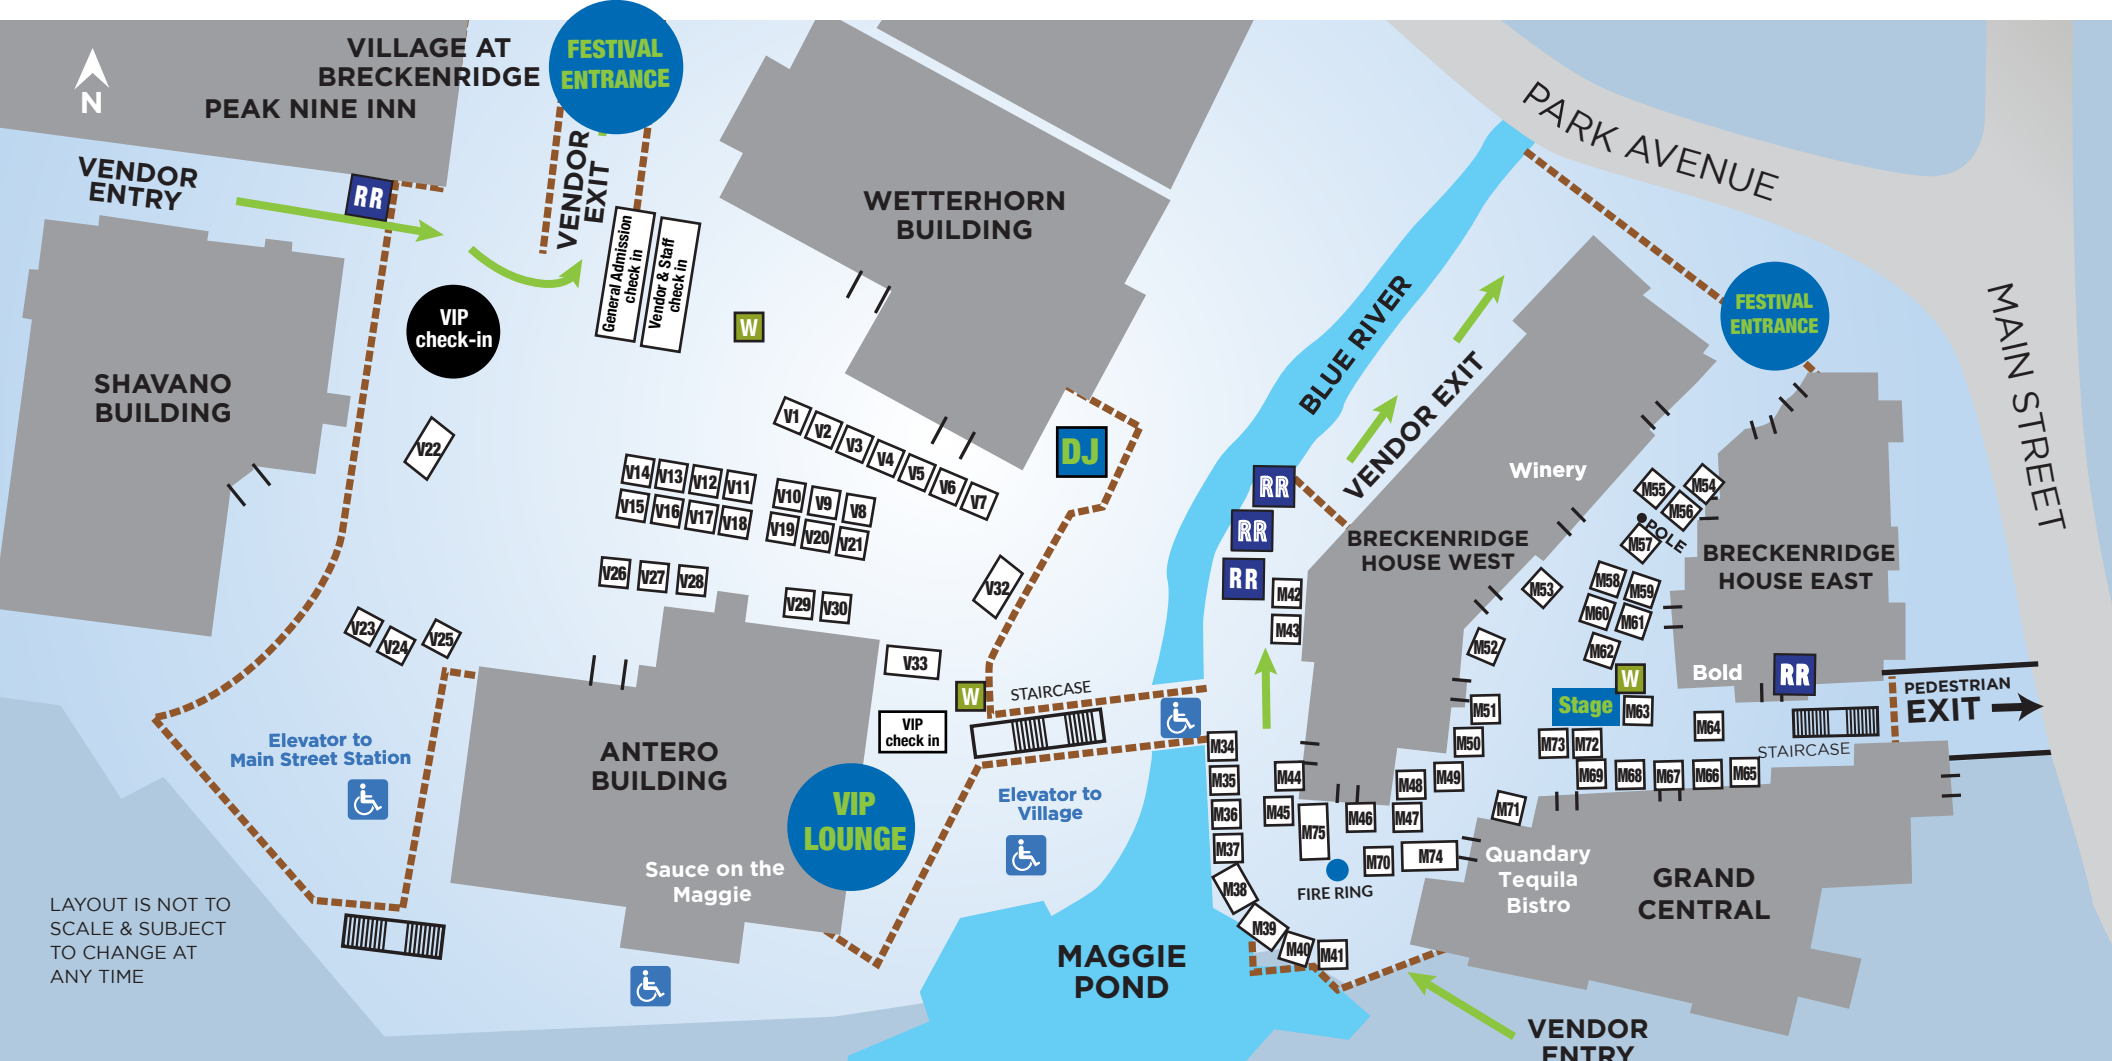 VILLAGE AT
BRECKENRIDGE
PEAK NINE INN
FESTIVAL
ENTRANCE
N
VENDOR
ENTRY
RR
VENDOR
EXIT
General Admission
check in
Vendor & Staff
check in
VIP
check-in
W
WETTERHORN
BUILDING
SHAVANO
BUILDING
PARK AVENUE
MAIN STREET
BLUE RIVER
VENDOR EXIT
FESTIVAL
ENTRANCE
DJ
V1
V2
V3
V4
V5
V6
V7
V22
V14
V13
V12
V11
V10
V9
V8
V15
V16
V17
V18
V19
V20
V21
V26
V27
V28
V29
V30
V32
V23
V24
V25
V33
W
STAIRCASE
VIP
check in
ANTERO
BUILDING
VIP
LOUNGE
Sauce on the
Maggie
Elevator to
Main Street Station
Elevator to
Village
LAYOUT IS NOT TO
SCALE & SUBJECT
TO CHANGE AT
ANY TIME
MAGGIE
POND
RR
RR
RR
M42
M43
Winery
BRECKENRIDGE
HOUSE WEST
M55
M54
M56
POLE
M57
BRECKENRIDGE
HOUSE EAST
M53
M58
M59
M60
M61
M52
M62
W
Bold
RR
PEDESTRIAN
EXIT
Stage
M63
M51
M64
STAIRCASE
M50
M73
M72
M34
M35
M36
M37
M38
M39
M40
M41
M44
M45
M75
M46
M48
M49
M47
M69
M68
M67
M66
M65
M71
M70
M74
FIRE RING
Quandary
Tequila
Bistro
GRAND
CENTRAL
VENDOR
ENTRY